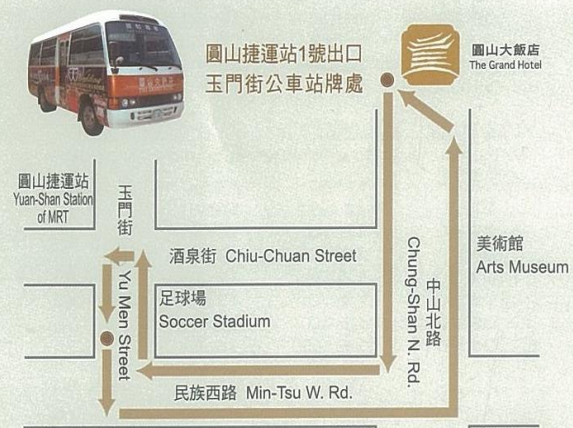 圓山捷運站1號出口
玉門街公車站牌處
圓山大飯店
The Grand Hotel
圓山捷運站
Yuan-Shan Station
of MRT
玉門街
Yu Men Street
酒泉街 Chiu-Chuan Street
足球場
Soccer Stadium
中山北路
Chung-Shan N. Rd.
美術館
Arts Museum
民族西路 Min-Tsu W. Rd.